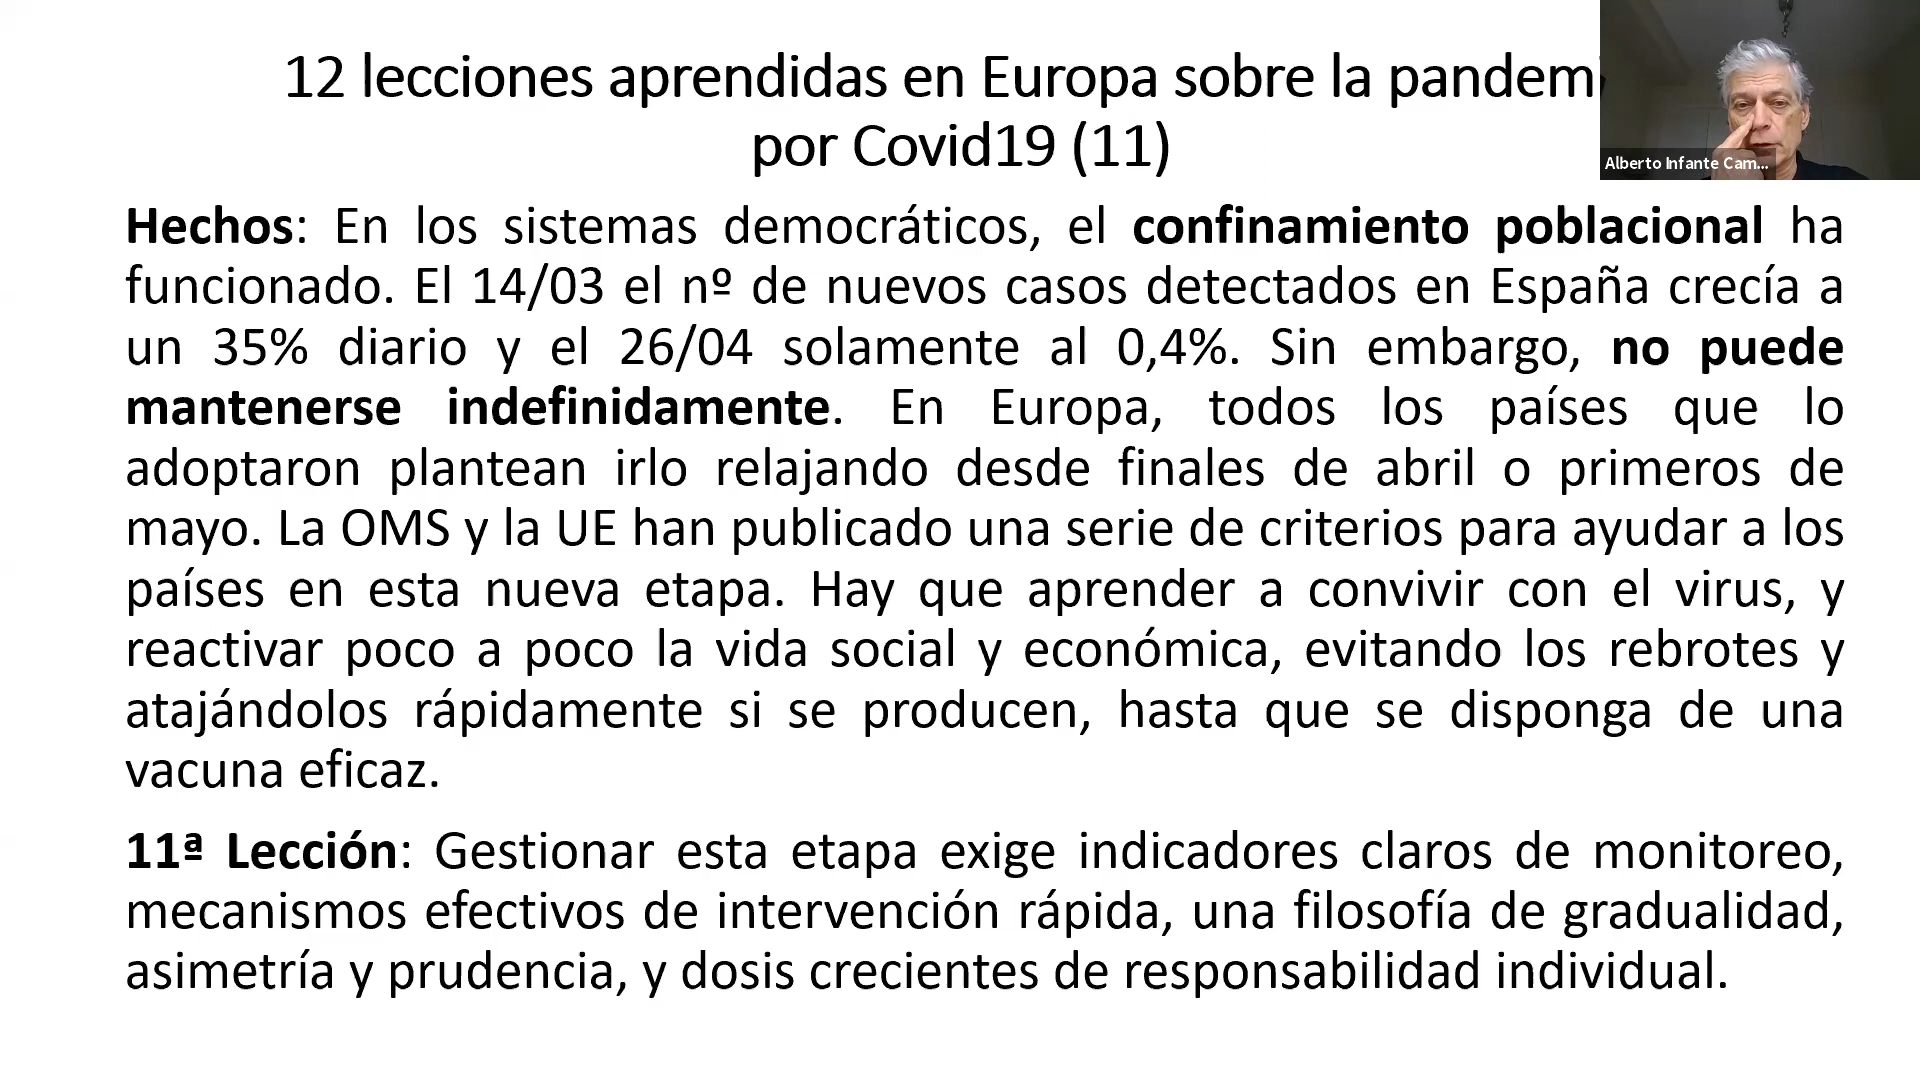 12 lecciones aprendidas en Europa sobre la pandemi
por Covid19 (11)
Alberto Infante Cam...
Hechos: En los sistemas democráticos, el confinamiento poblacional ha
funcionado. El 14/03 el nº de nuevos casos detectados en España crecía a
un 35% diario y el 26/04 solamente al 0,4%. Sin embargo, no puede
mantenerse indefinidamente. En Europa, todos los países que lo
adoptaron plantean irlo relajando desde finales de abril o primeros de
mayo. La OMS y la UE han publicado una serie de criterios para ayudar a los
países en esta nueva etapa. Hay que aprender a convivir con el virus, y
reactivar poco a poco la vida social y económica, evitando los rebrotes y
atajándolos rápidamente si se producen, hasta que se disponga de una
vacuna eficaz.
11ª Lección: Gestionar esta etapa exige indicadores claros de monitoreo,
mecanismos efectivos de intervención rápida, una filosofía de gradualidad,
asimetría y prudencia, y dosis crecientes de responsabilidad individual.